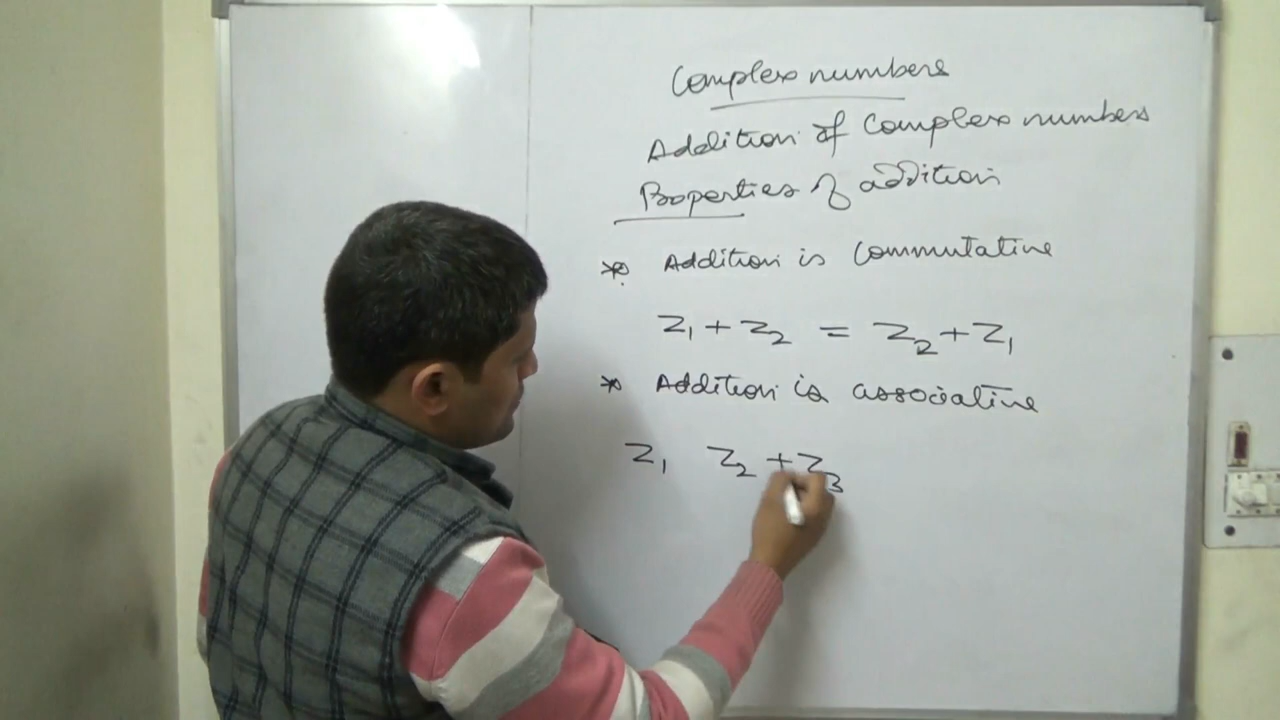 Complex numbers
Addition of Complex numbers
Properties of addition
* Addition is Commutative
Z₁ + Z₂ = Z₂ + Z₁
* Addition is associative
Z₁ Z₂ + Z₃